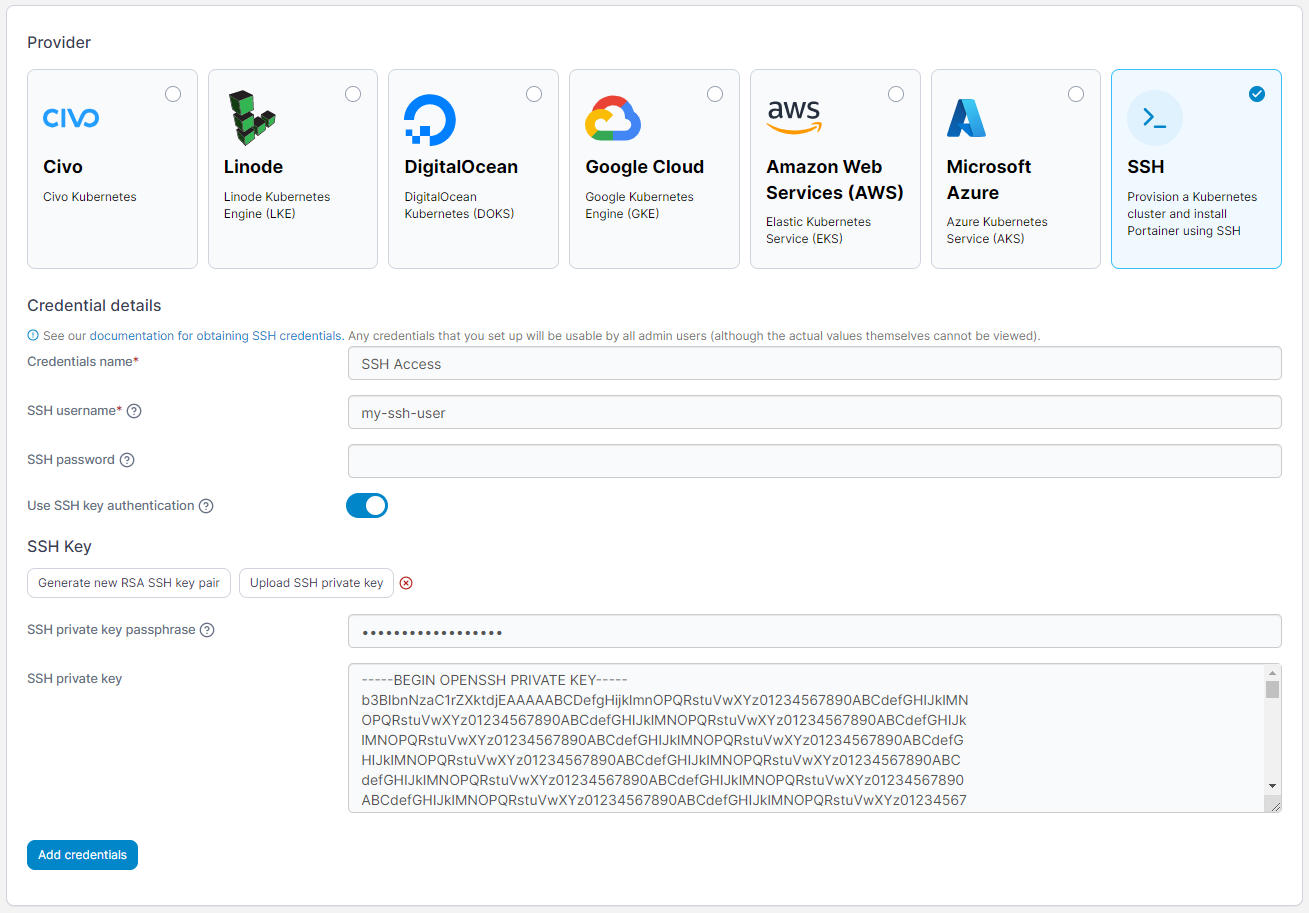 Provider
CIVO
Civo
Civo Kubernetes
Linode
Linode Kubernetes
Engine (LKE)
DigitalOcean
DigitalOcean
Kubernetes (DOKS)
Google Cloud
Google Kubernetes
Engine (GKE)
aws
Amazon Web
Services (AWS)
Elastic Kubernetes
Service (EKS)
Microsoft
Azure
Azure Kubernetes
Service (AKS)
SSH
Provision a Kubernetes
cluster and install
Portainer using SSH
Credential details
See our documentation for obtaining SSH credentials. Any credentials that you set up will be usable by all admin users (although the actual values themselves cannot be viewed).
Credentials name*
SSH Access
SSH username*
my-ssh-user
SSH password
Use SSH key authentication
SSH Key
Generate new RSA SSH key pair
Upload SSH private key
SSH private key passphrase
••••••••••••••••••
SSH private key
-----BEGIN OPENSSH PRIVATE KEY-----
b3BlbnNzaC1rZXktdjEAAAAABCDefgHijklmnOPQRstuVwXYz01234567890ABCdefGHIJklMN
OPQRstuVwXYz01234567890ABCdefGHIJklMNOPQRstuVwXYz01234567890ABCdefGHIJk
lMNOPQRstuVwXYz01234567890ABCdefGHIJklMNOPQRstuVwXYz01234567890ABCdefG
HIJklMNOPQRstuVwXYz01234567890ABCdefGHIJklMNOPQRstuVwXYz01234567890ABC
defGHIJklMNOPQRstuVwXYz01234567890ABCdefGHIJklMNOPQRstuVwXYz01234567890
ABCdefGHIJklMNOPQRstuVwXYz01234567890ABCdefGHIJklMNOPQRstuVwXYz01234567
Add credentials